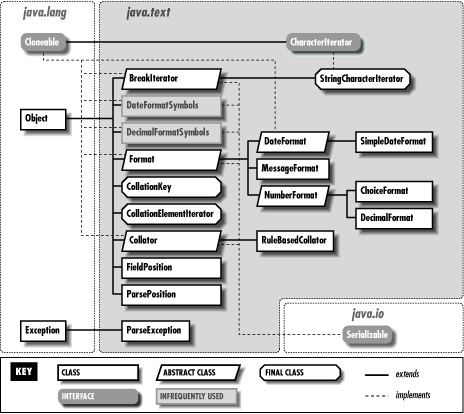 java.lang java.text
Cloneable CharacterIterator
BreakIterator StringCharacterIterator
DateFormatSymbols
Object
DecimalFormatSymbols
DateFormat SimpleDateFormat
Format
MessageFormat
CollationKey
NumberFormat ChoiceFormat
CollationElementIterator
DecimalFormat
Collator RuleBasedCollator
FieldPosition
ParsePosition
java.io
Exception ParseException Serializable
KEY CLASS ABSTRACT CLASS FINAL CLASS extends
INTERFACE INFREQUENTLY USED implements